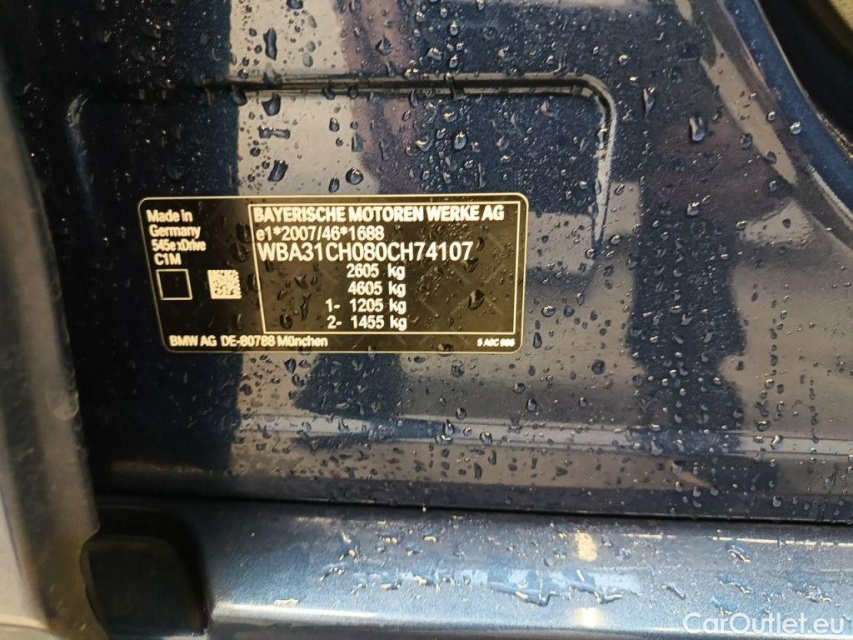 Made in
Germany
545e xDrive
C1M
BAYERISCHE MOTOREN WERKE AG
e1*2007/46*1688
WBA31CH080CH74107
2605 kg
4605 kg
1- 1205 kg
2- 1455 kg
BMW AG DE-80788 München
CarOutlet.eu